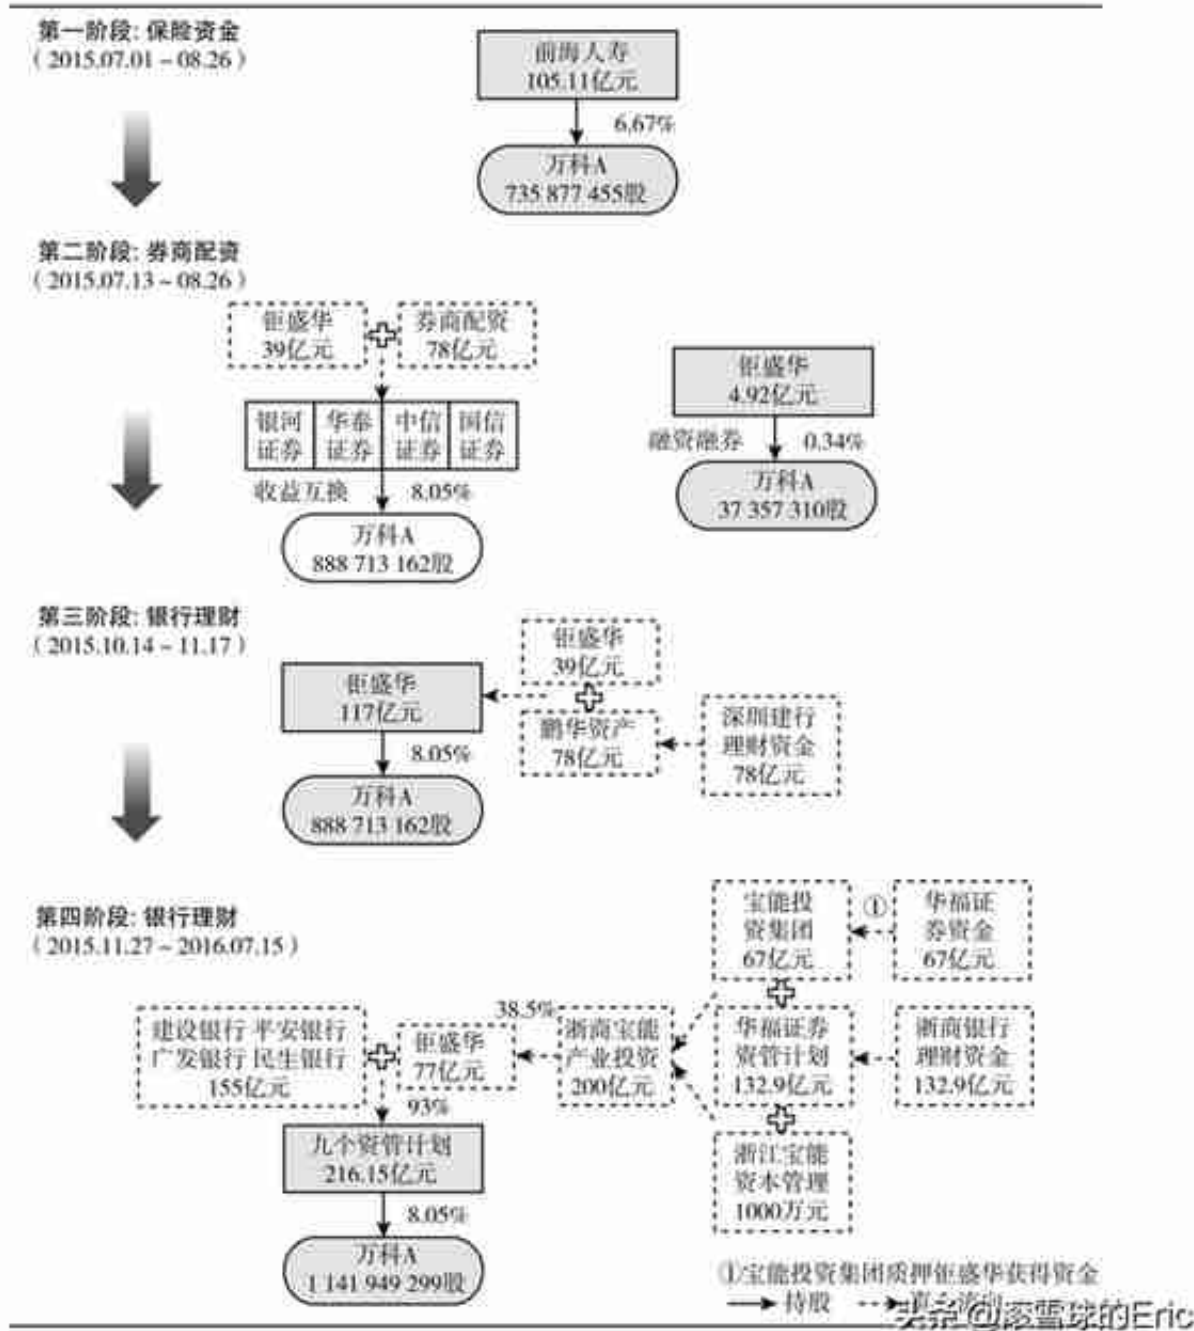 第一阶段: 保险资金
（2015.07.01～08.26）
前海人寿
105.11亿元
6.67%
万科A
735 877 455股
第二阶段: 券商配资
（2015.07.13～08.26）
钜盛华
39亿元
券商配资
78亿元
银河证券
华泰证券
中信证券
国信证券
收益互换
8.05%
万科A
888 713 162股
钜盛华
4.92亿元
融资融券
0.34%
万科A
37 357 310股
第三阶段: 银行理财
（2015.10.14～11.17）
钜盛华
39亿元
钜盛华
117亿元
鹏华资产
78亿元
深圳建行
理财资金
78亿元
8.05%
万科A
888 713 162股
第四阶段: 银行理财
（2015.11.27～2016.07.15）
宝能投
资集团
67亿元
①
华福证
券资金
67亿元
建设银行 平安银行
广发银行 民生银行
155亿元
钜盛华
77亿元
38.5%
浙商宝能
产业投资
200亿元
华福证券
资管计划
132.9亿元
浙商银行
理财资金
132.9亿元
93%
九个资管计划
216.15亿元
浙江宝能
资本管理
1000万元
8.05%
万科A
1 141 949 299股
①宝能投资集团质押钜盛华获得资金
持股
头条@滚雪球的Eric